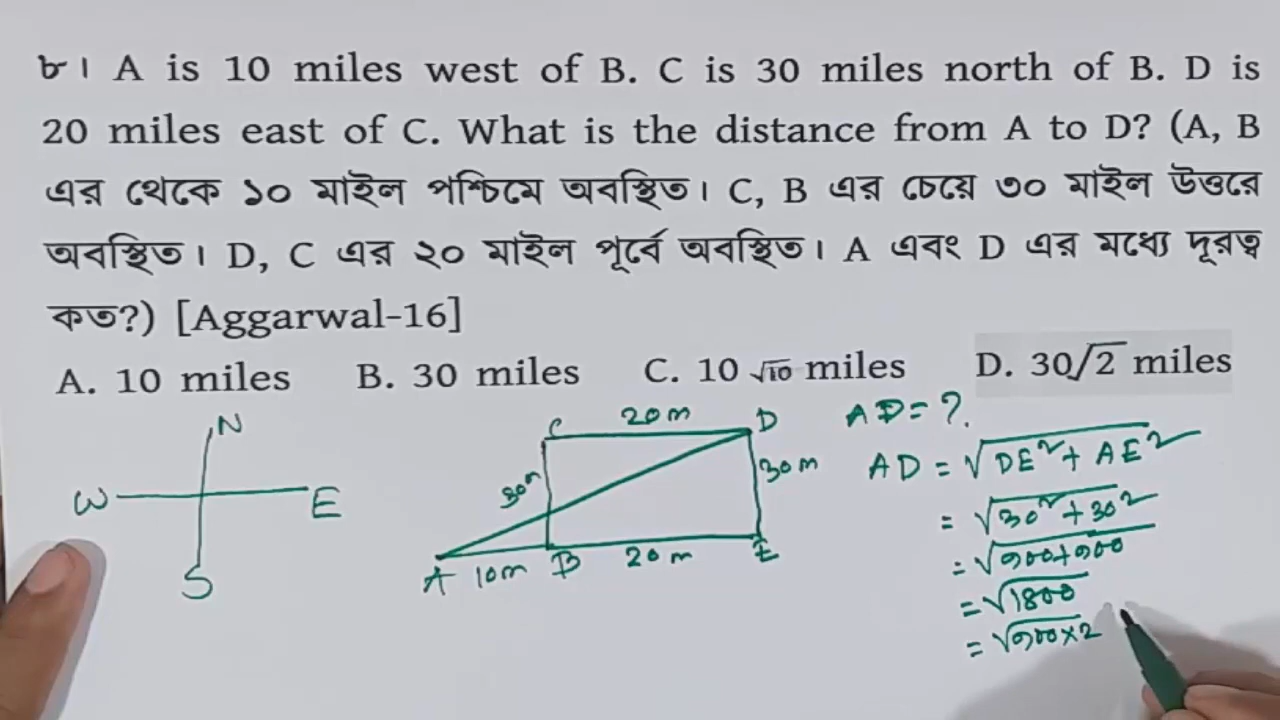 ৮। A is 10 miles west of B. C is 30 miles north of B. D is
20 miles east of C. What is the distance from A to D? (A, B
এর থেকে ১০ মাইল পশ্চিমে অবস্থিত। C, B এর চেয়ে ৩০ মাইল উত্তরে
অবস্থিত। D, C এর ২০ মাইল পূর্বে অবস্থিত। A এবং D এর মধ্যে দূরত্ব
কত?) [Aggarwal-16]
A. 10 miles B. 30 miles C. 10 √10 miles D. 30√2 miles
N
W E
S
C 20 m D
30m 30 m
A 10m B 20 m E
AD = ?
AD = √DE² + AE²
= √30² + 30²
= √900+900
= √1800
= √900×2